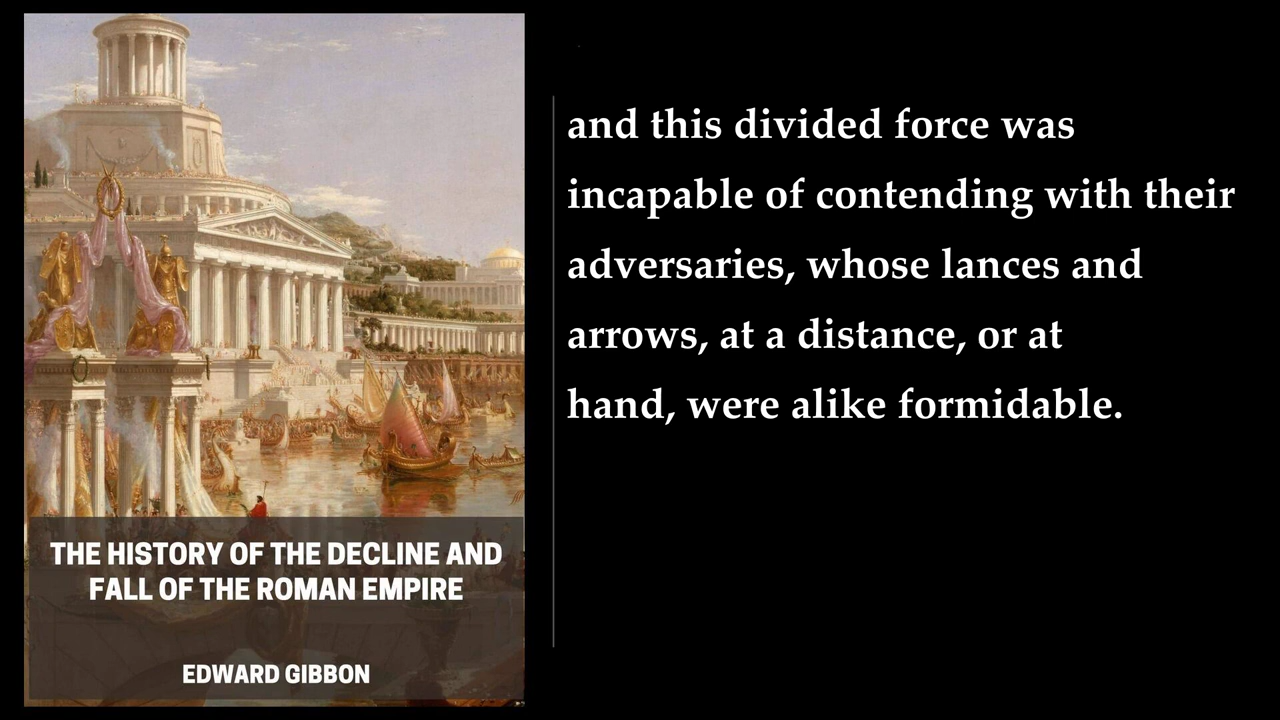 THE HISTORY OF THE DECLINE AND
FALL OF THE ROMAN EMPIRE
EDWARD GIBBON
and this divided force was
incapable of contending with their
adversaries, whose lances and
arrows, at a distance, or at
hand, were alike formidable.